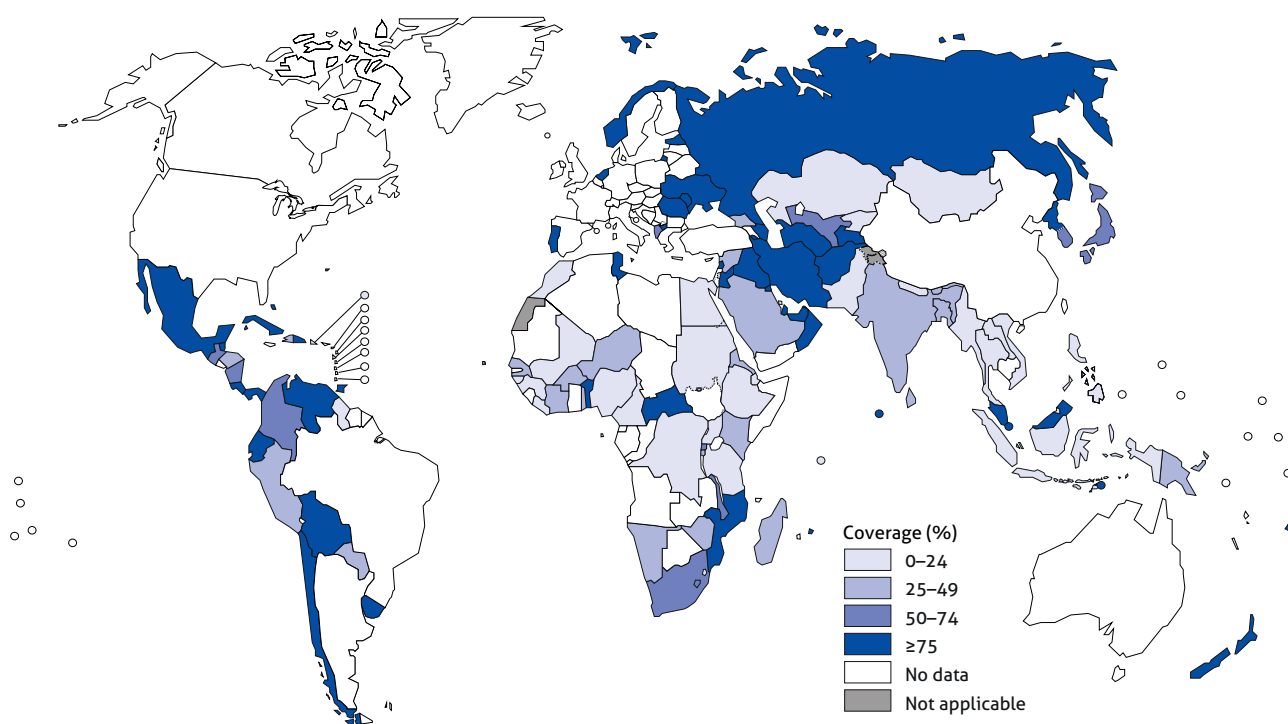 Coverage (%)
0–24
25–49
50–74
≥75
No data
Not applicable